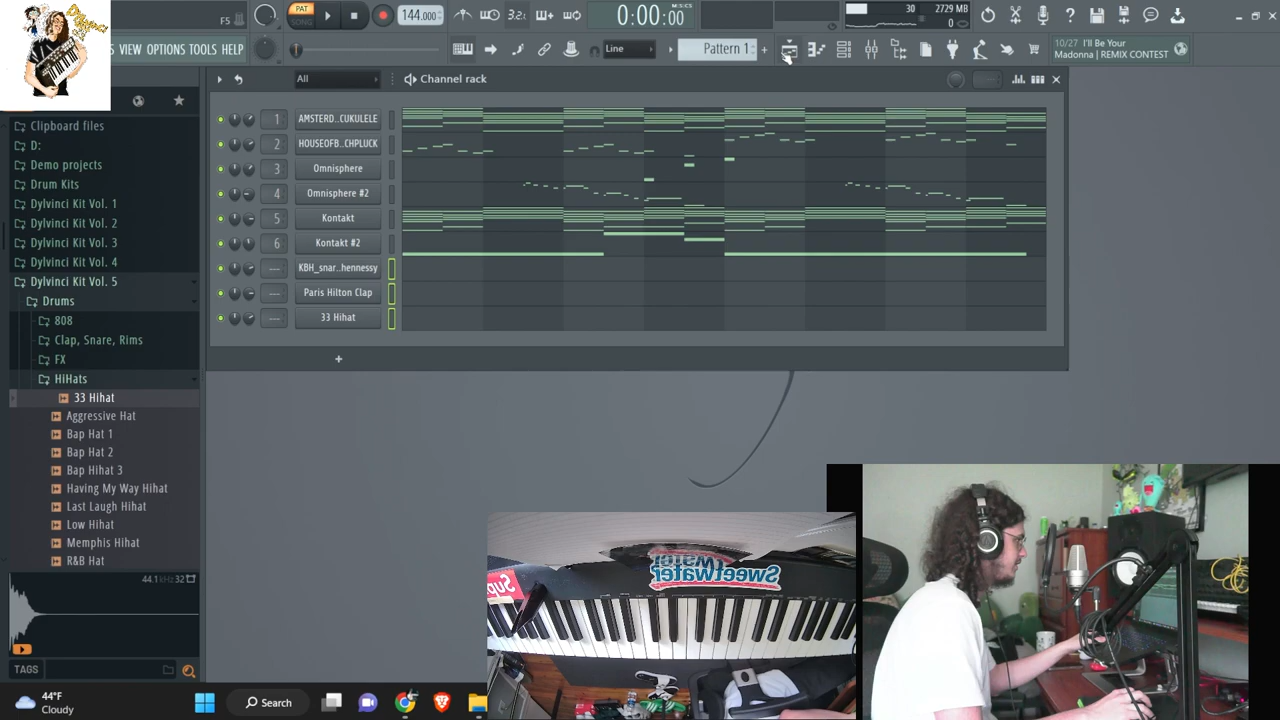 F5
PAT
SONG
144.000
3.2.
0:00:00
M:S:CS
30
2729 MB
0
VIEW OPTIONS TOOLS HELP
Line
Pattern 1
10/27 I'll Be Your
Madonna | REMIX CONTEST
All
Channel rack
Clipboard files
D:
Demo projects
Drum Kits
Dylvinci Kit Vol. 1
Dylvinci Kit Vol. 2
Dylvinci Kit Vol. 3
Dylvinci Kit Vol. 4
Dylvinci Kit Vol. 5
Drums
808
Clap, Snare, Rims
FX
HiHats
33 Hihat
Aggressive Hat
Bap Hat 1
Bap Hat 2
Bap Hihat 3
Having My Way Hihat
Last Laugh Hihat
Low Hihat
Memphis Hihat
R&B Hat
44.1kHz 32
TAGS
1 AMSTERD..CUKULELE
2 HOUSEOFB..CHPLUCK
3 Omnisphere
4 Omnisphere #2
5 Kontakt
6 Kontakt #2
--- KBH_snar..hennessy
--- Paris Hilton Clap
--- 33 Hihat
+
SweetWater
Sup
44°F
Cloudy
Search